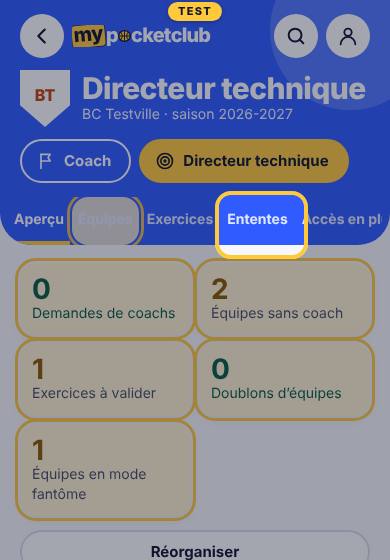 TEST
mypocketclub
BT
Directeur technique
BC Testville · saison 2026-2027
Coach
Directeur technique
Aperçu Équipes Exercices Ententes Accès en pl
0
Demandes de coachs
2
Équipes sans coach
1
Exercices à valider
0
Doublons d’équipes
1
Équipes en mode
fantôme
Réorganiser